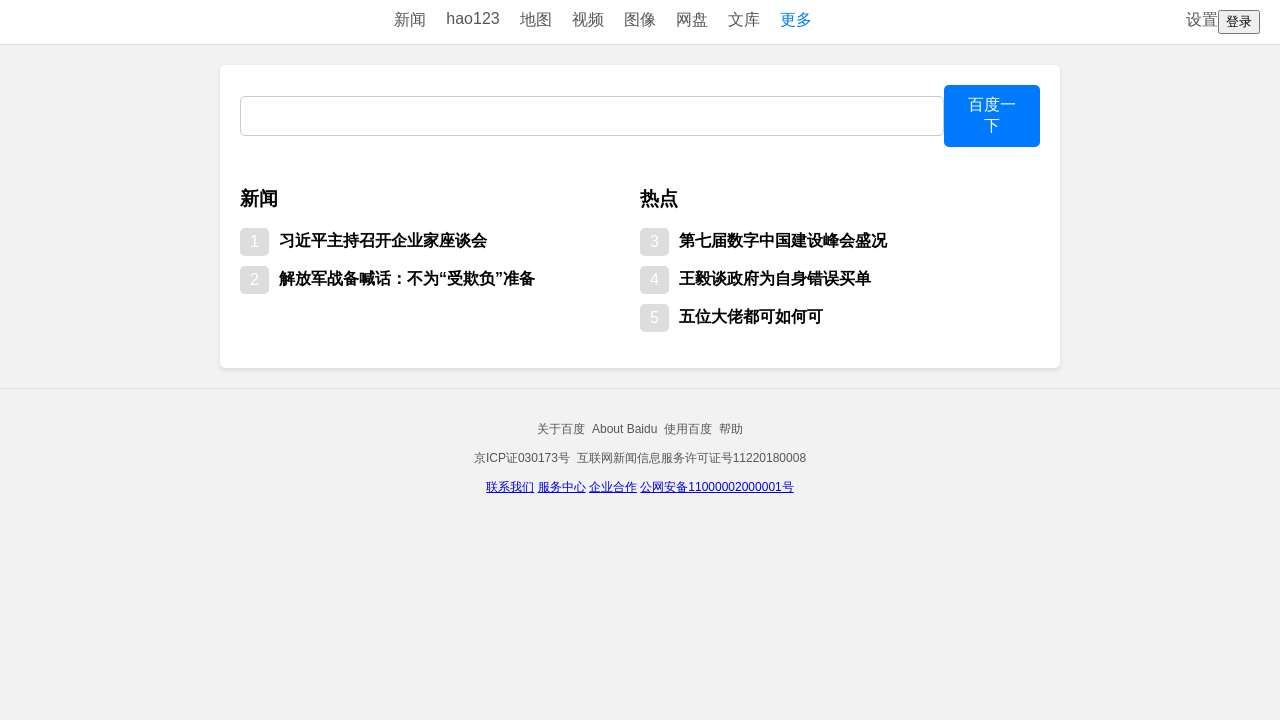 新闻 hao123 地图 视频 图像 网盘 文库 更多 设置 登录
百度一
下
新闻
1 习近平主持召开企业家座谈会
2 解放军战备喊话：不为“受欺负”准备
热点
3 第七届数字中国建设峰会盛况
4 王毅谈政府为自身错误买单
5 五位大佬都可如何可
关于百度 About Baidu 使用百度 帮助
京ICP证030173号 互联网新闻信息服务许可证号11220180008
联系我们 服务中心 企业合作 公网安备11000002000001号